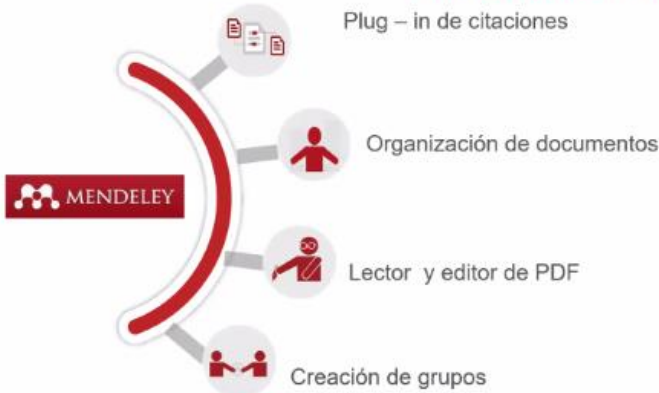 Plug – in de citaciones
Organización de documentos
MENDELEY
Lector y editor de PDF
Creación de grupos